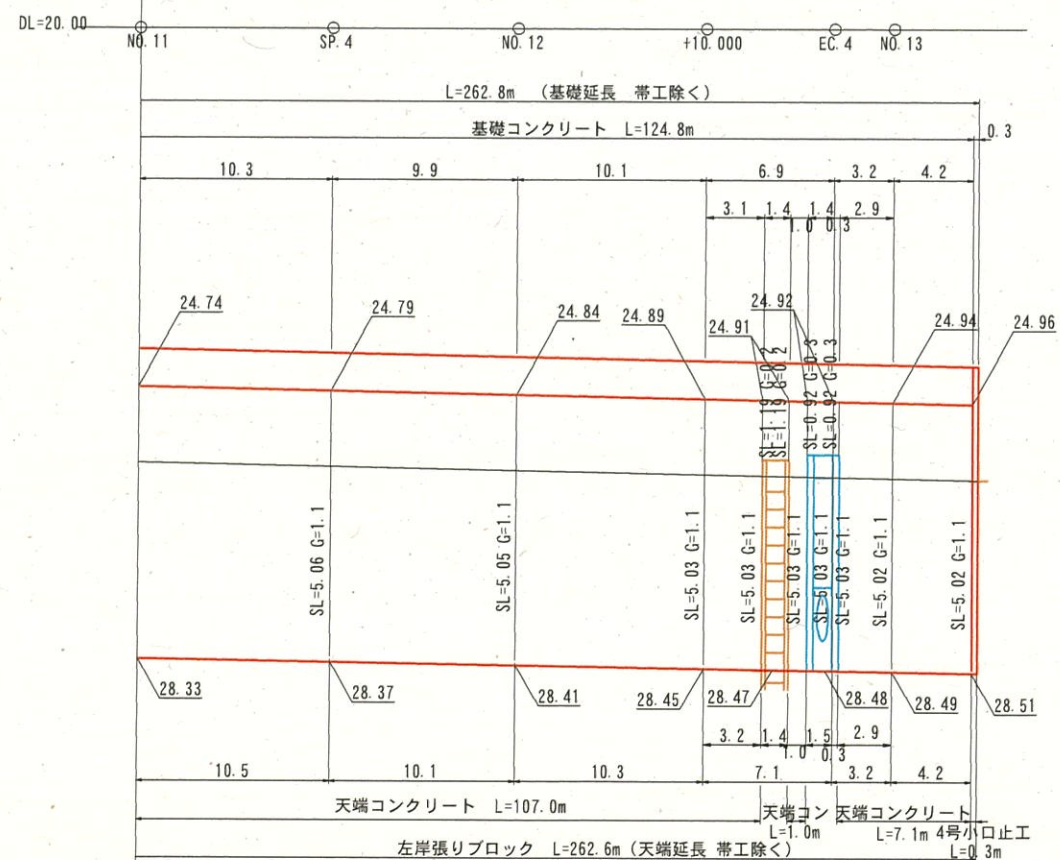 DL=20.00
NO.11 SP.4 NO.12 +10.000 EC.4 NO.13
L=262.8m (基礎延長 帯工除く)
基礎コンクリート L=124.8m 0.3
10.3 9.9 10.1 6.9 3.2 4.2
3.1 1.4 1.4 2.9
1.0 0.3
24.74 24.79 24.84 24.89 24.91 24.92 24.94 24.96
SL=1.19 G=0.2
SL=1.19 G=0.2
SL=0.92 G=0.3
SL=0.92 G=0.3
SL=5.06 G=1.1
SL=5.05 G=1.1
SL=5.03 G=1.1
SL=5.03 G=1.1
SL=5.03 G=1.1
SL=5.03 G=1.1
SL=5.03 G=1.1
SL=5.02 G=1.1
SL=5.02 G=1.1
28.33 28.37 28.41 28.45 28.47 28.48 28.49 28.51
3.2 1.4 1.5 2.9
1.0 0.3
10.5 10.1 10.3 7.1 3.2 4.2
天端コンクリート L=107.0m
天端コン
L=1.0m
天端コンクリート
L=7.1m
4号小口止工
L=0.3m
左岸張りブロック L=262.6m(天端延長 帯工除く)